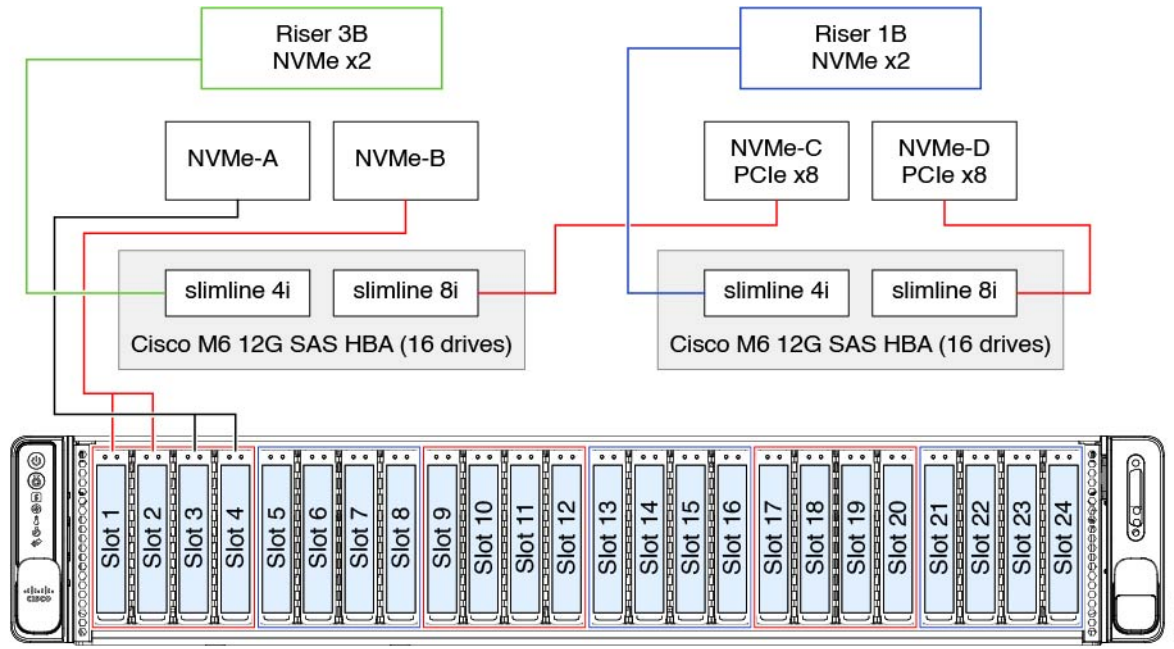 Riser 3B
NVMe x2
Riser 1B
NVMe x2
NVMe-A
NVMe-B
NVMe-C
PCIe x8
NVMe-D
PCIe x8
slimline 4i
slimline 8i
Cisco M6 12G SAS HBA (16 drives)
slimline 4i
slimline 8i
Cisco M6 12G SAS HBA (16 drives)
Slot 1
Slot 2
Slot 3
Slot 4
Slot 5
Slot 6
Slot 7
Slot 8
Slot 9
Slot 10
Slot 11
Slot 12
Slot 13
Slot 14
Slot 15
Slot 16
Slot 17
Slot 18
Slot 19
Slot 20
Slot 21
Slot 22
Slot 23
Slot 24
CISCO